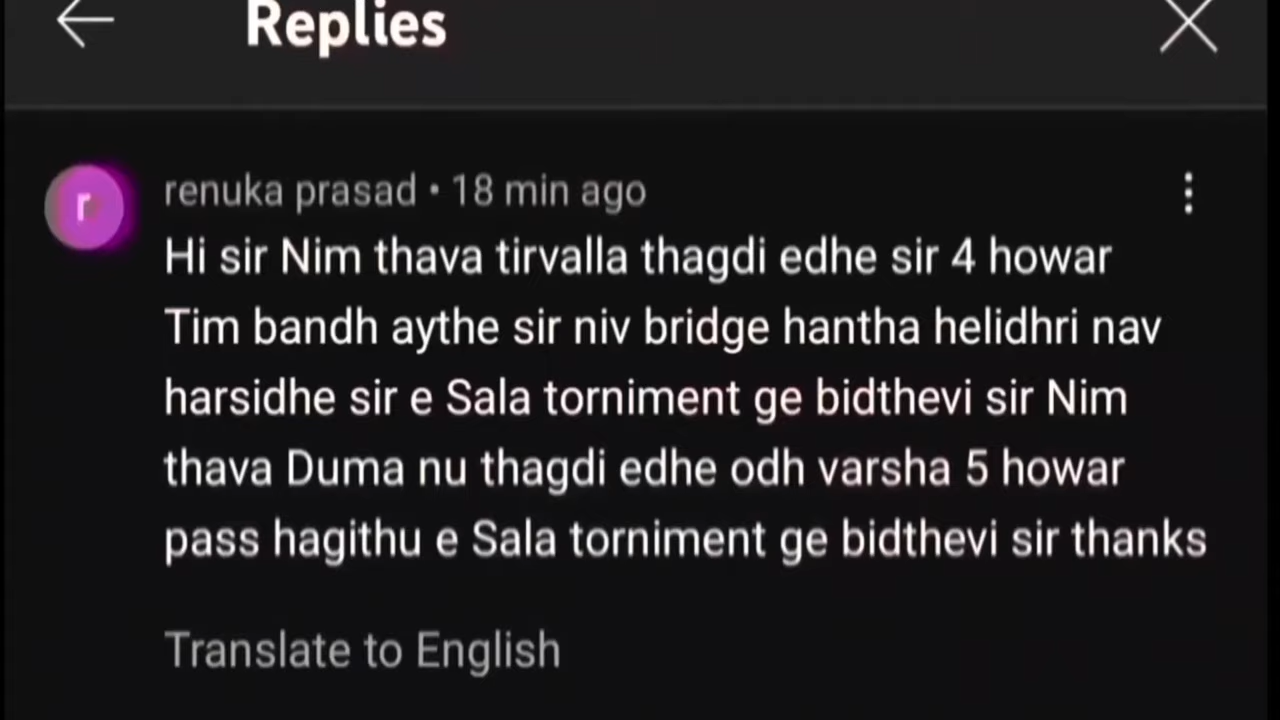 Replies
r
renuka prasad • 18 min ago
Hi sir Nim thava tirvalla thagdi edhe sir 4 howar
Tim bandh aythe sir niv bridge hantha helidhri nav
harsidhe sir e Sala torniment ge bidthevi sir Nim
thava Duma nu thagdi edhe odh varsha 5 howar
pass hagithu e Sala torniment ge bidthevi sir thanks
Translate to English